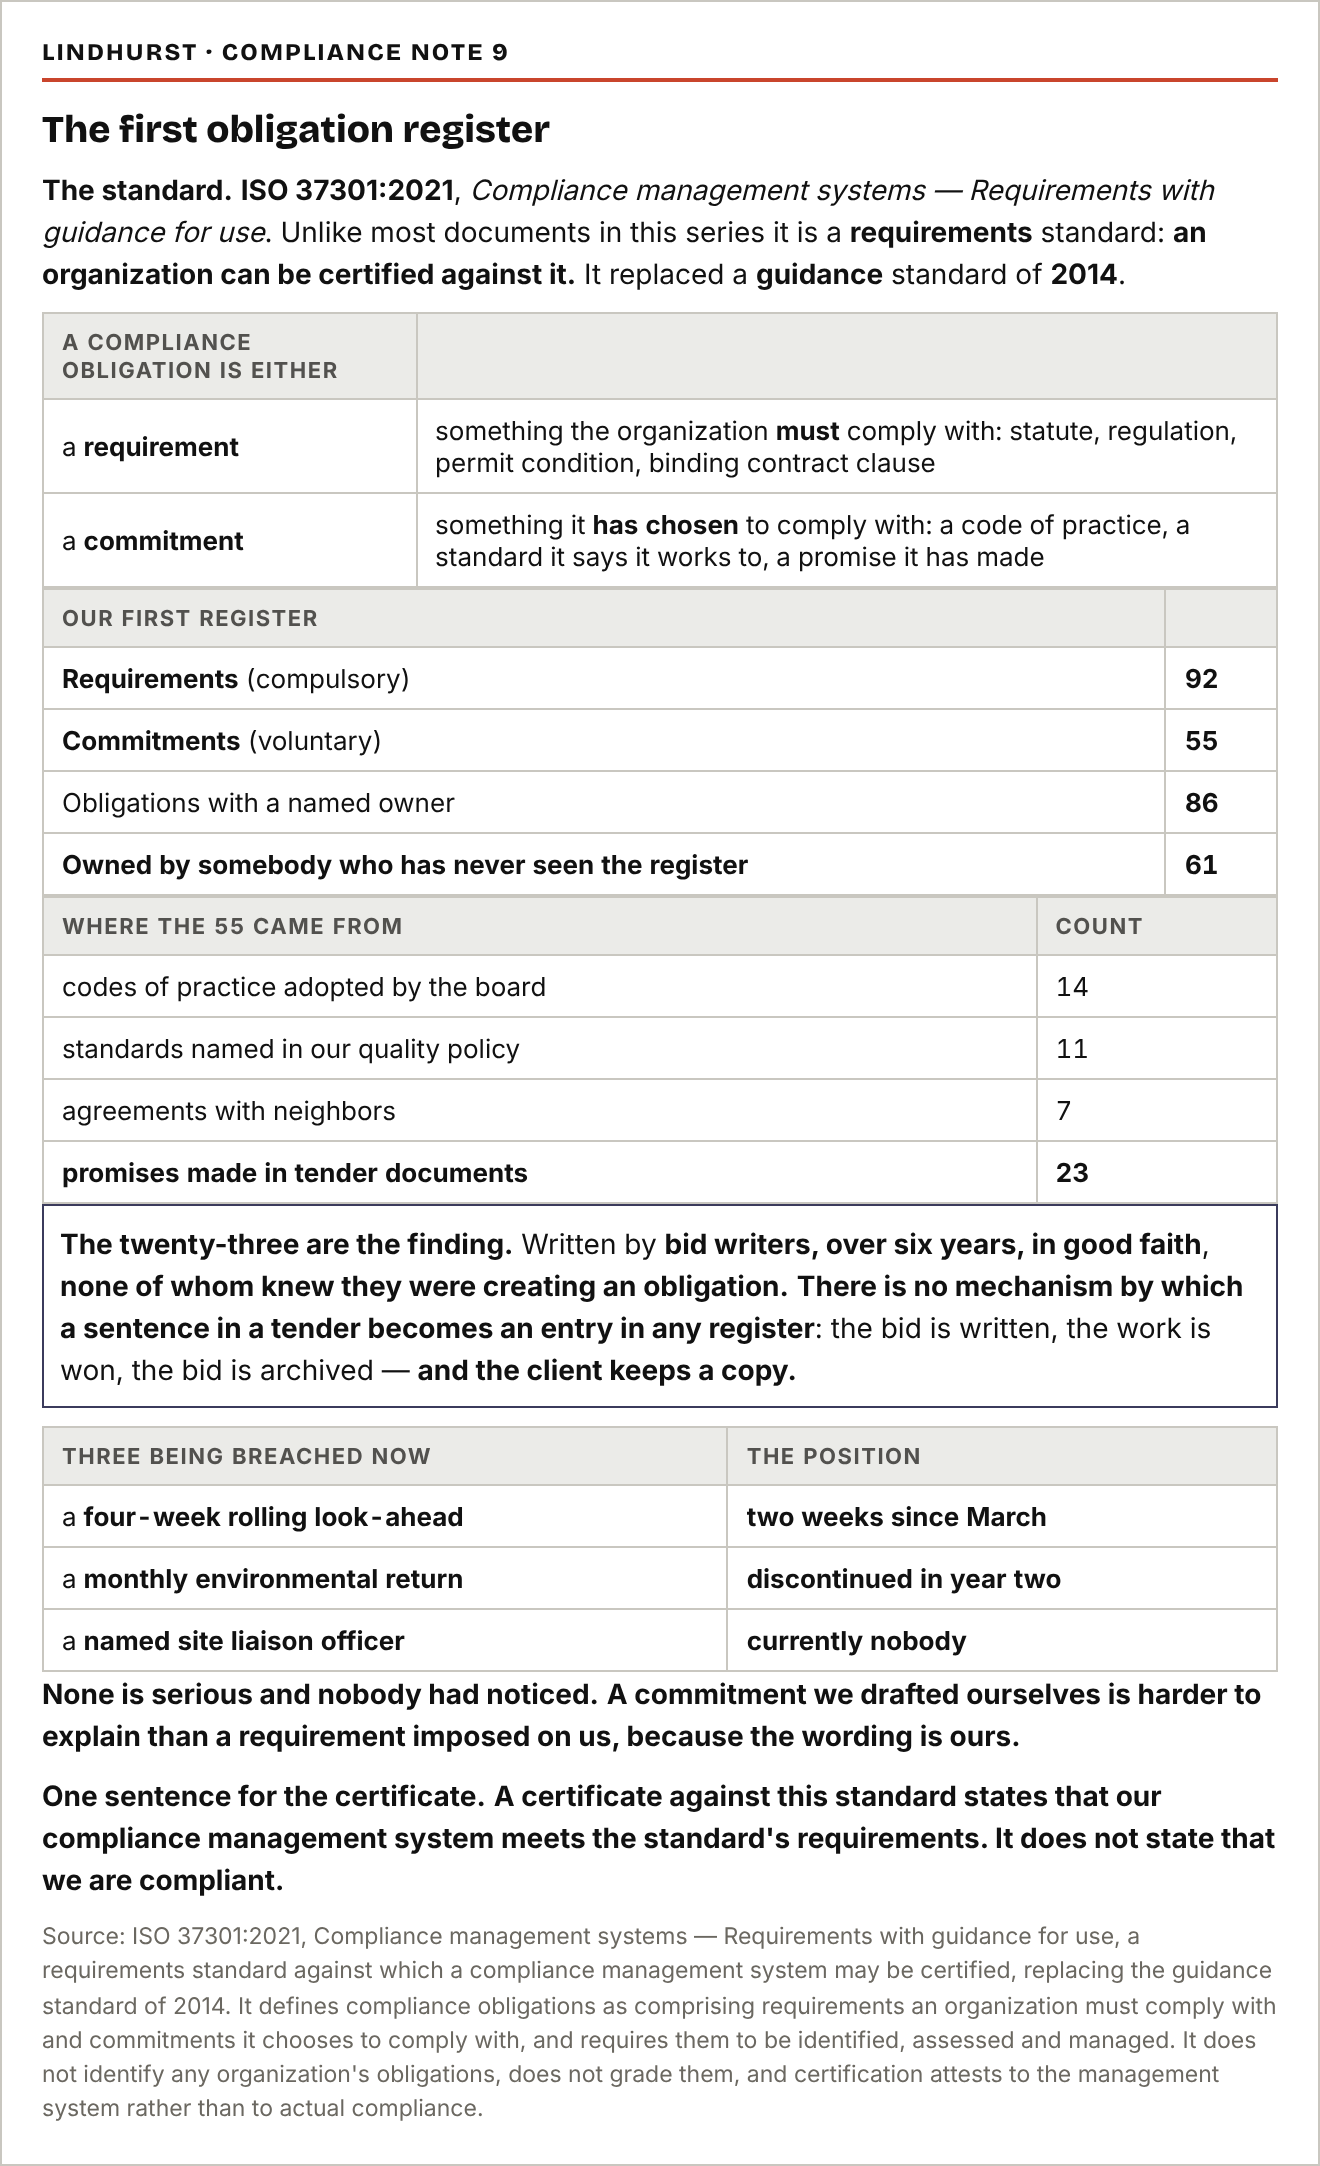 LINDHURST · COMPLIANCE NOTE 9
The first obligation register
The standard. ISO 37301:2021, Compliance management systems — Requirements with
guidance for use. Unlike most documents in this series it is a requirements standard: an
organization can be certified against it. It replaced a guidance standard of 2014.
A COMPLIANCE
OBLIGATION IS EITHER
a requirement
something the organization must comply with: statute, regulation,
permit condition, binding contract clause
a commitment
something it has chosen to comply with: a code of practice, a
standard it says it works to, a promise it has made
OUR FIRST REGISTER
Requirements (compulsory) 92
Commitments (voluntary) 55
Obligations with a named owner 86
Owned by somebody who has never seen the register 61
WHERE THE 55 CAME FROM COUNT
codes of practice adopted by the board 14
standards named in our quality policy 11
agreements with neighbors 7
promises made in tender documents 23
The twenty-three are the finding. Written by bid writers, over six years, in good faith,
none of whom knew they were creating an obligation. There is no mechanism by which
a sentence in a tender becomes an entry in any register: the bid is written, the work is
won, the bid is archived — and the client keeps a copy.
THREE BEING BREACHED NOW THE POSITION
a four-week rolling look-ahead two weeks since March
a monthly environmental return discontinued in year two
a named site liaison officer currently nobody
None is serious and nobody had noticed. A commitment we drafted ourselves is harder to
explain than a requirement imposed on us, because the wording is ours.
One sentence for the certificate. A certificate against this standard states that our
compliance management system meets the standard's requirements. It does not state that
we are compliant.
Source: ISO 37301:2021, Compliance management systems — Requirements with guidance for use, a
requirements standard against which a compliance management system may be certified, replacing the guidance
standard of 2014. It defines compliance obligations as comprising requirements an organization must comply with
and commitments it chooses to comply with, and requires them to be identified, assessed and managed. It does
not identify any organization's obligations, does not grade them, and certification attests to the management
system rather than to actual compliance.